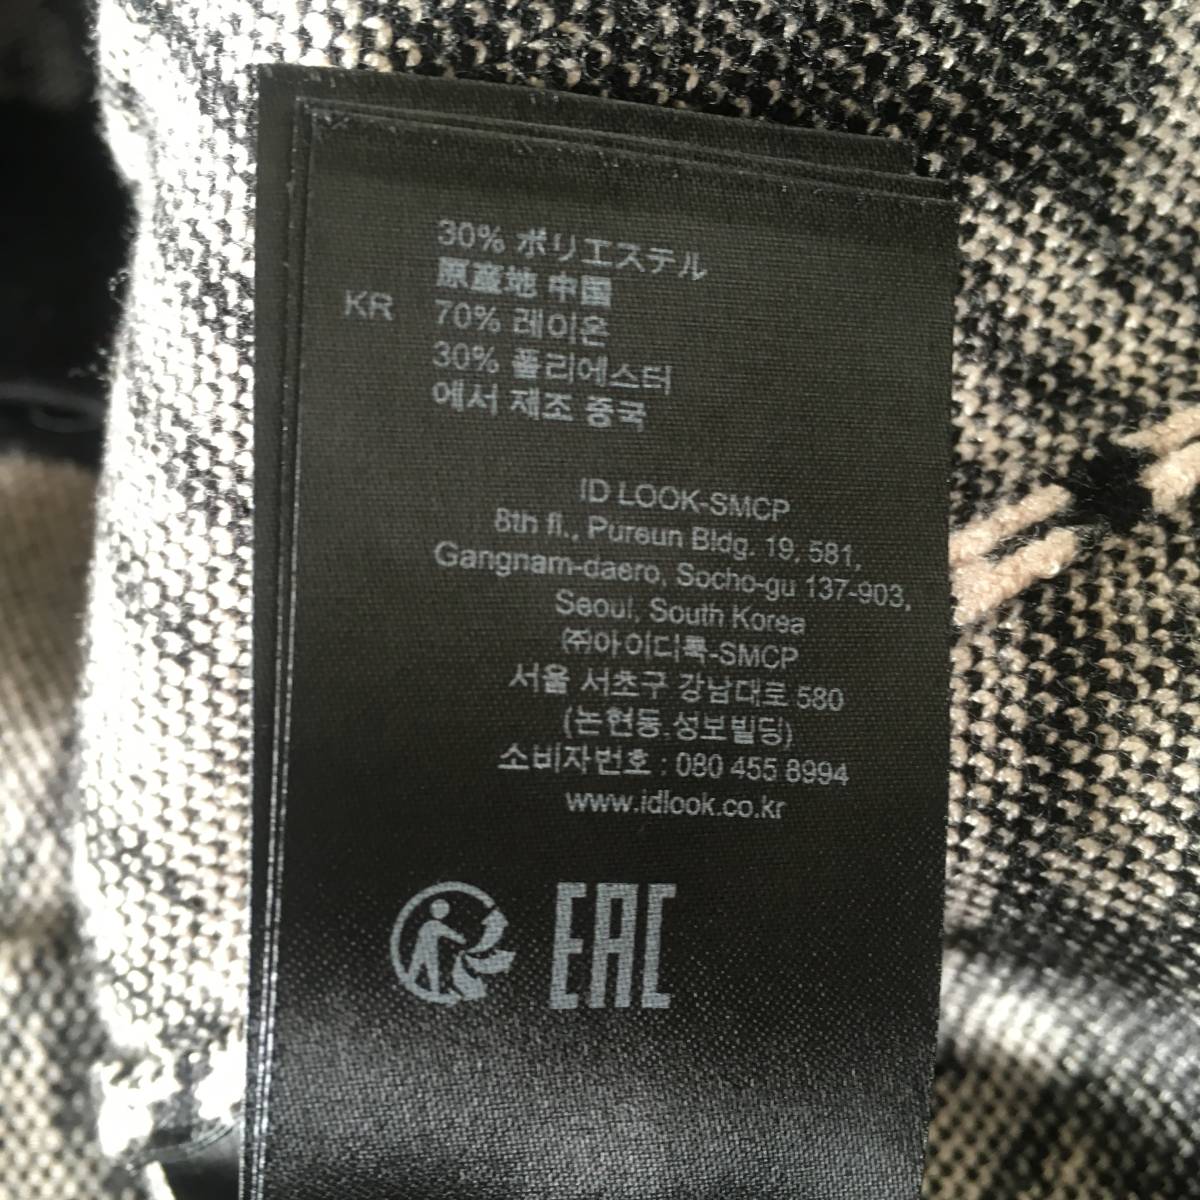 30% ポリエステル
原産地 中国
KR 70% 레이온
30% 폴리에스터
에서 제조 중국
ID LOOK-SMCP
8th fl., Pureun Bldg. 19, 581,
Gangnam-daero, Socho-gu 137-903,
Seoul, South Korea
㈜아이디룩-SMCP
서울 서초구 강남대로 580
(논현동.성보빌딩)
소비자번호 : 080 455 8994
www.idlook.co.kr
EAC